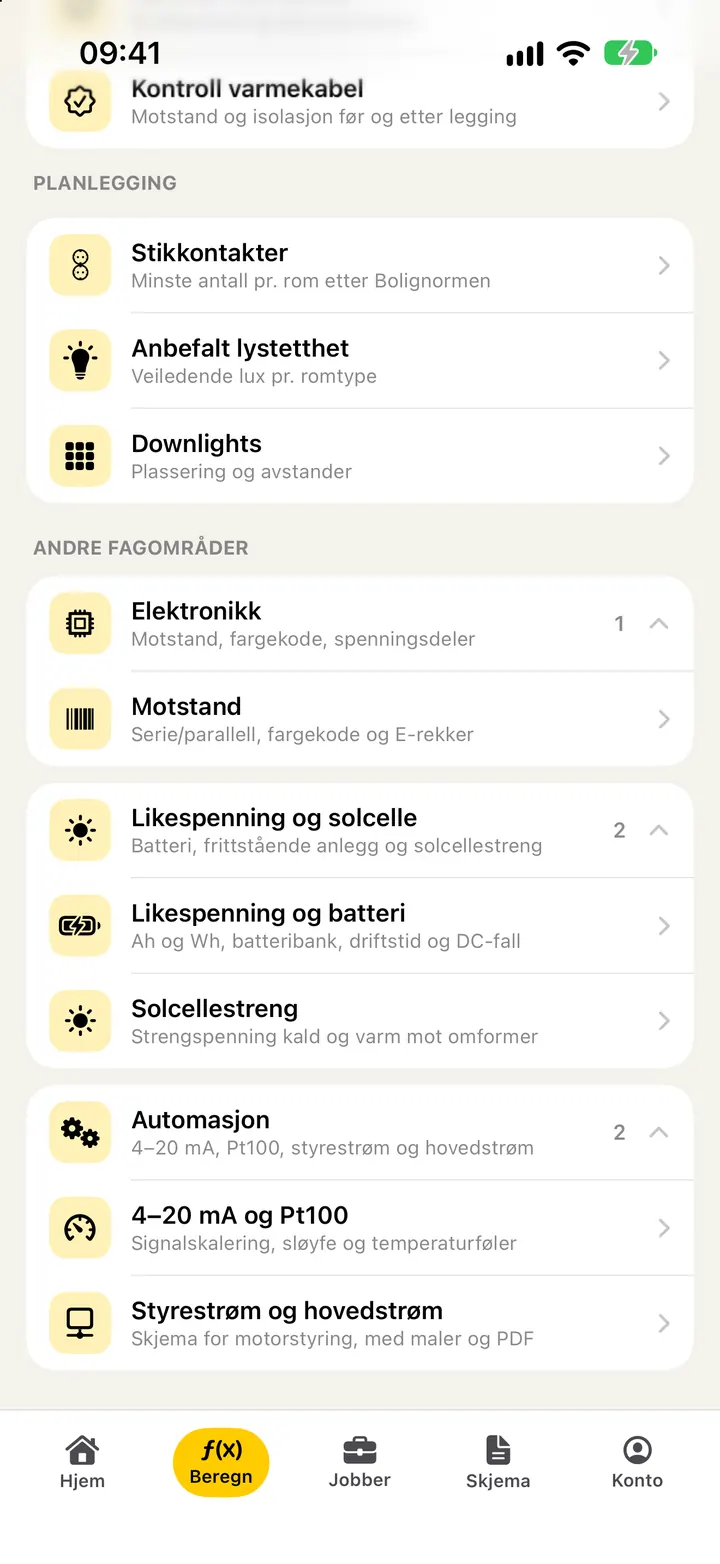 09:41
Kontroll varmekabel
Motstand og isolasjon før og etter legging
PLANLEGGING
Stikkontakter
Minste antall pr. rom etter Bolignormen
Anbefalt lystetthet
Veiledende lux pr. romtype
Downlights
Plassering og avstander
ANDRE FAGOMRÅDER
Elektronikk
Motstand, fargekode, spenningsdeler
1
Motstand
Serie/parallell, fargekode og E-rekker
Likespenning og solcelle
Batteri, frittstående anlegg og solcellestreng
2
Likespenning og batteri
Ah og Wh, batteribank, driftstid og DC-fall
Solcellestreng
Strengspenning kald og varm mot omformer
Automasjon
4–20 mA, Pt100, styrestrøm og hovedstrøm
2
4–20 mA og Pt100
Signalskalering, sløyfe og temperaturføler
Styrestrøm og hovedstrøm
Skjema for motorstyring, med maler og PDF
Hjem
f(x)
Beregn
Jobber
Skjema
Konto